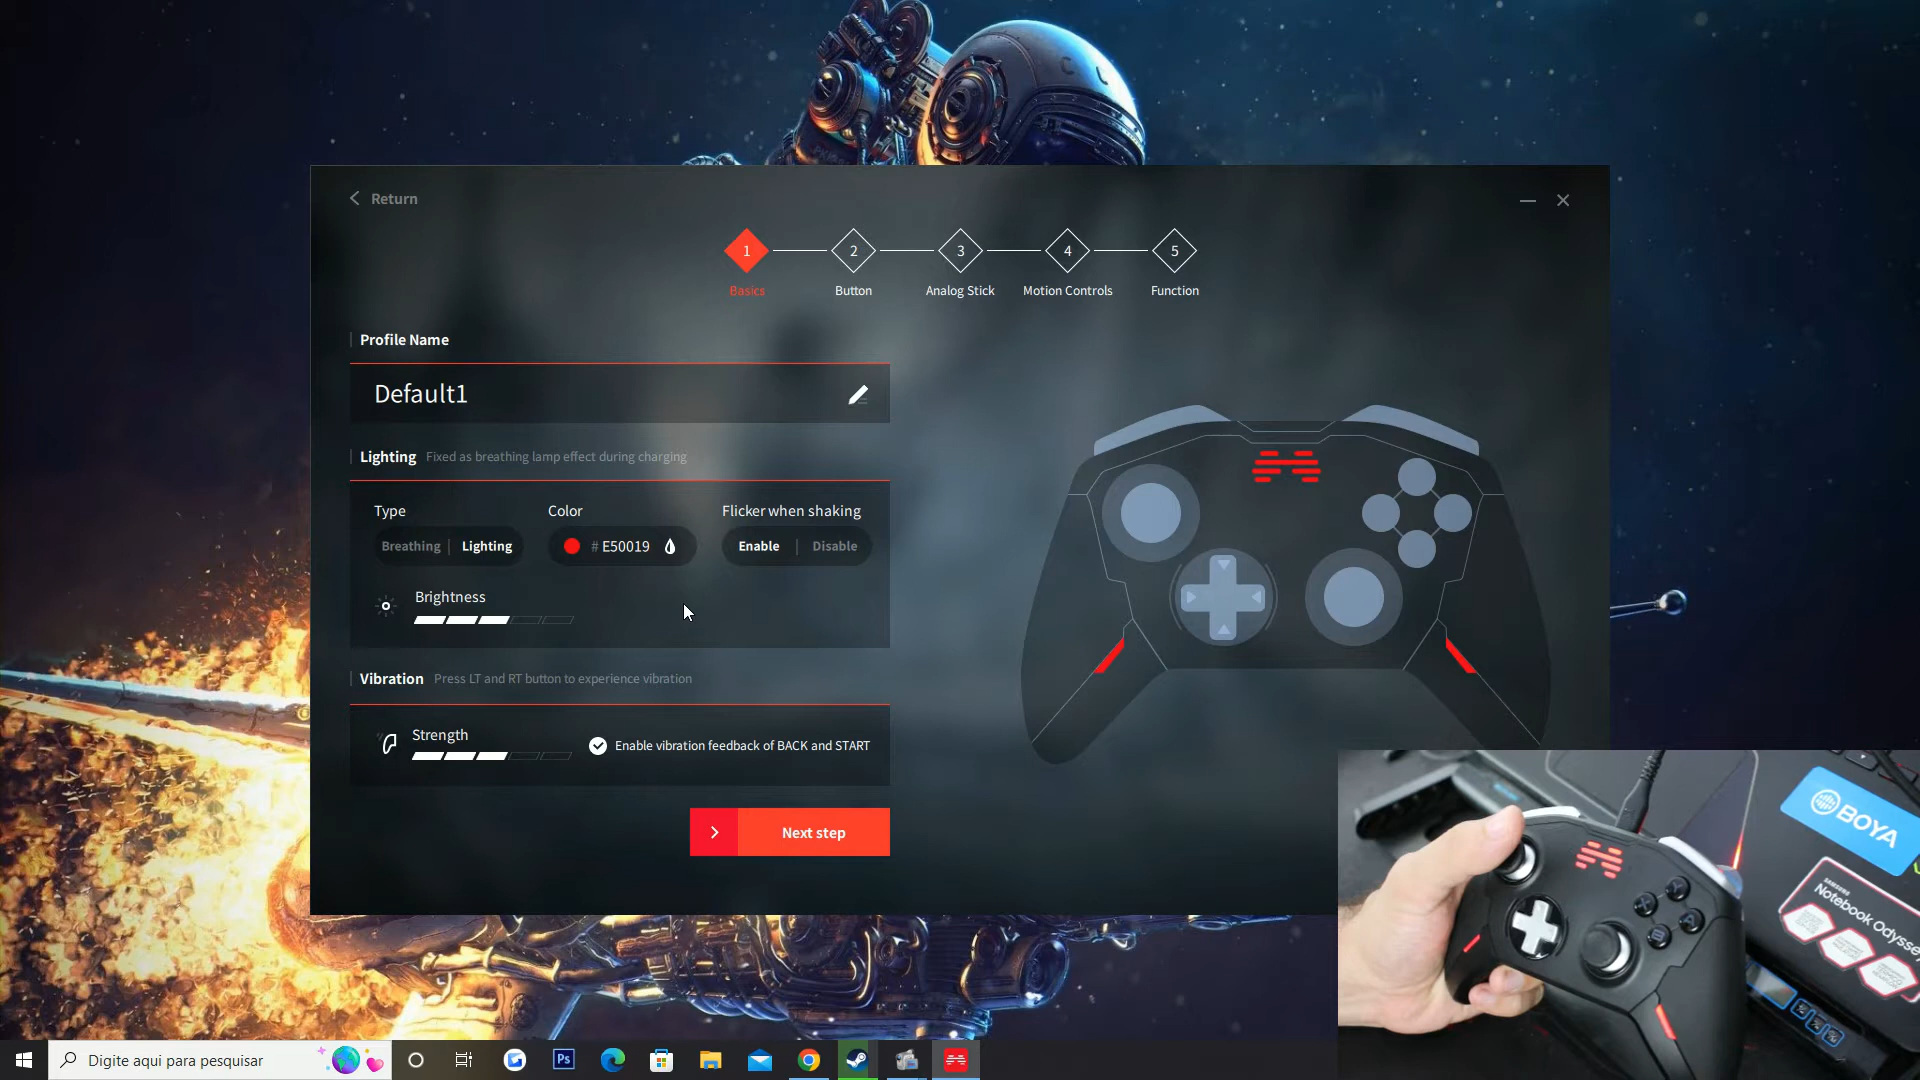 Return
1
2
3
4
5
Basics
Button
Analog Stick
Motion Controls
Function
Profile Name
Default1
Lighting Fixed as breathing lamp effect during charging
Type
Color
Flicker when shaking
Breathing
Lighting
# E50019
Enable
Disable
Brightness
Vibration Press LT and RT button to experience vibration
Strength
Enable vibration feedback of BACK and START
Next step
BOYA
SAMSUNG
Notebook Odyssey
Y
X
A
B
Digite aqui para pesquisar
Ps